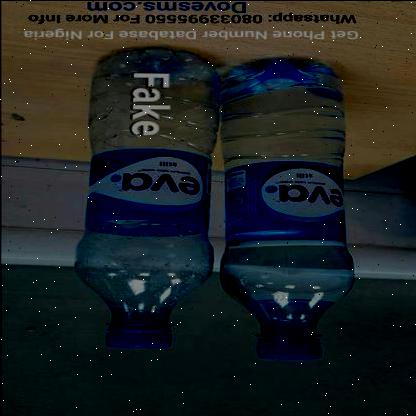 eva.
still
eva.
still
Fake
Get Phone Number Database For Nigeria
Whatsapp: 08033995550 For More Info
Dovesms.com